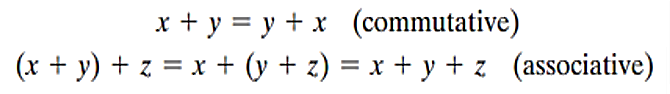 x + y = y + x (commutative)
(x + y) + z = x + (y + z) = x + y + z (associative)